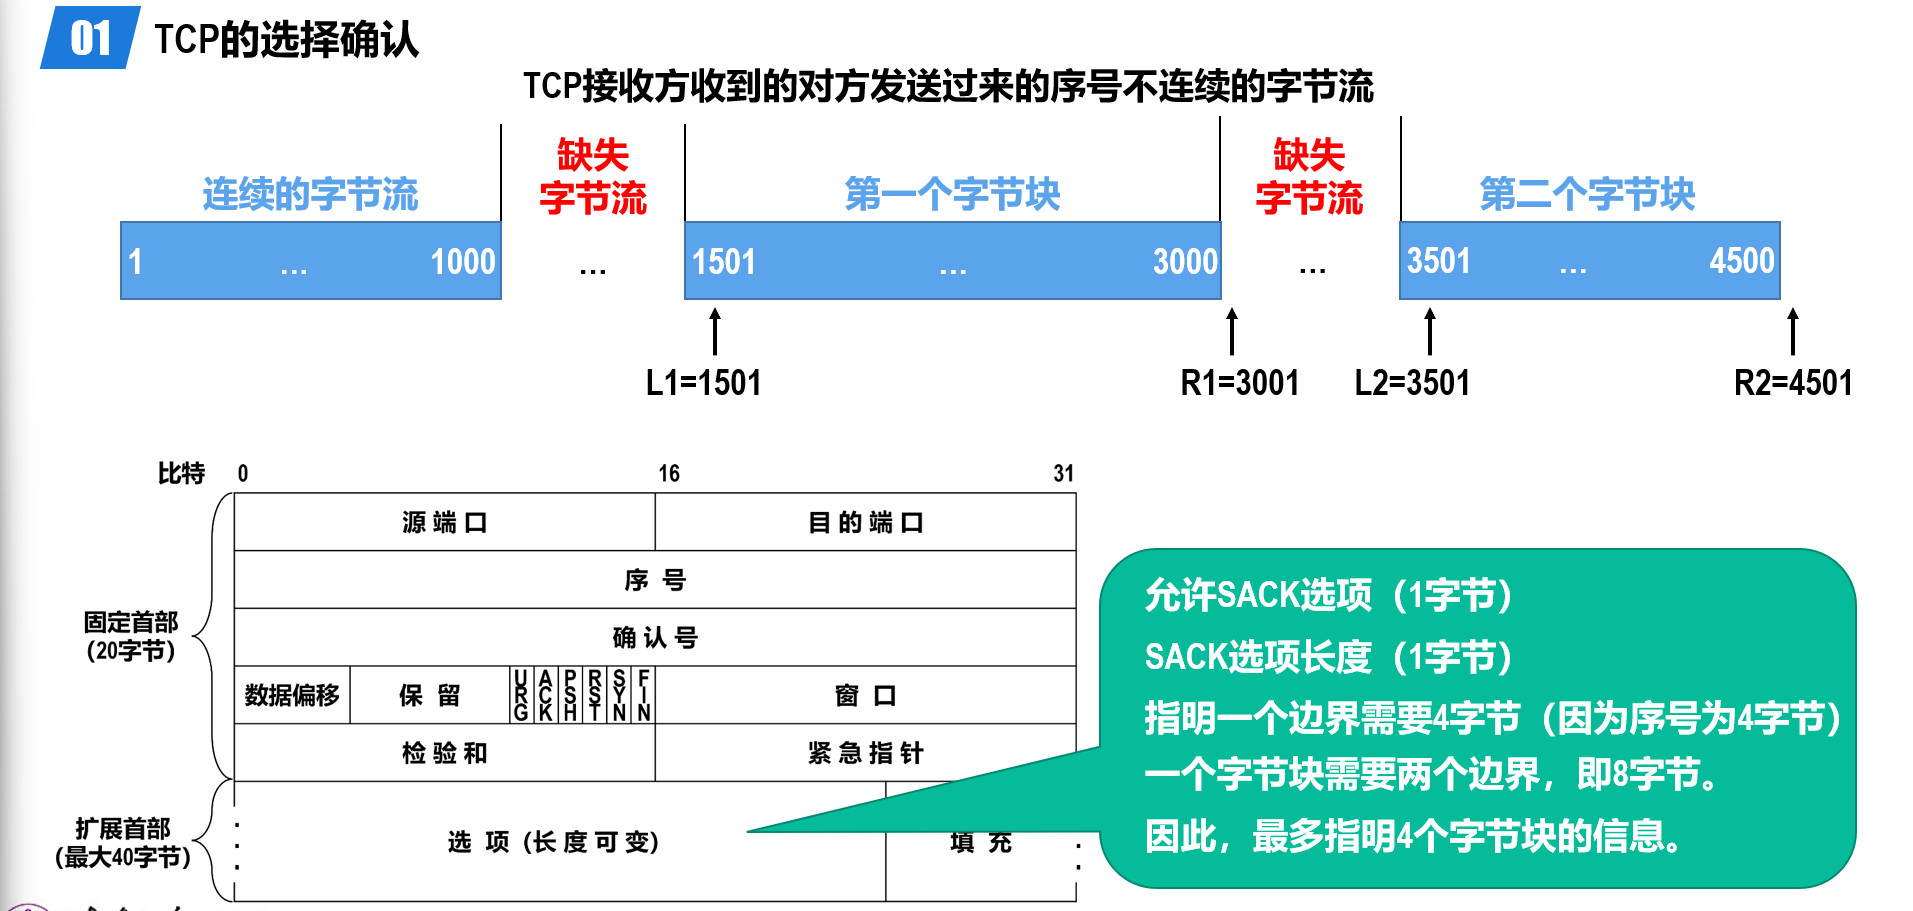 01 TCP的选择确认
TCP接收方收到的对方发送过来的序号不连续的字节流
连续的字节流
缺失
字节流
第一个字节块
缺失
字节流
第二个字节块
1 ... 1000 ... 1501 ... 3000 ... 3501 ... 4500
L1=1501 R1=3001 L2=3501 R2=4501
比特 0 16 31
源端口 目的端口
序号
确认号
数据偏移 保留 URG ACK PSH RST SYN FIN 窗口
检验和 紧急指针
选项 (长度可变) 填充
固定首部
(20字节)
扩展首部
(最大40字节)
允许SACK选项（1字节）
SACK选项长度（1字节）
指明一个边界需要4字节（因为序号为4字节）
一个字节块需要两个边界，即8字节。
因此，最多指明4个字节块的信息。